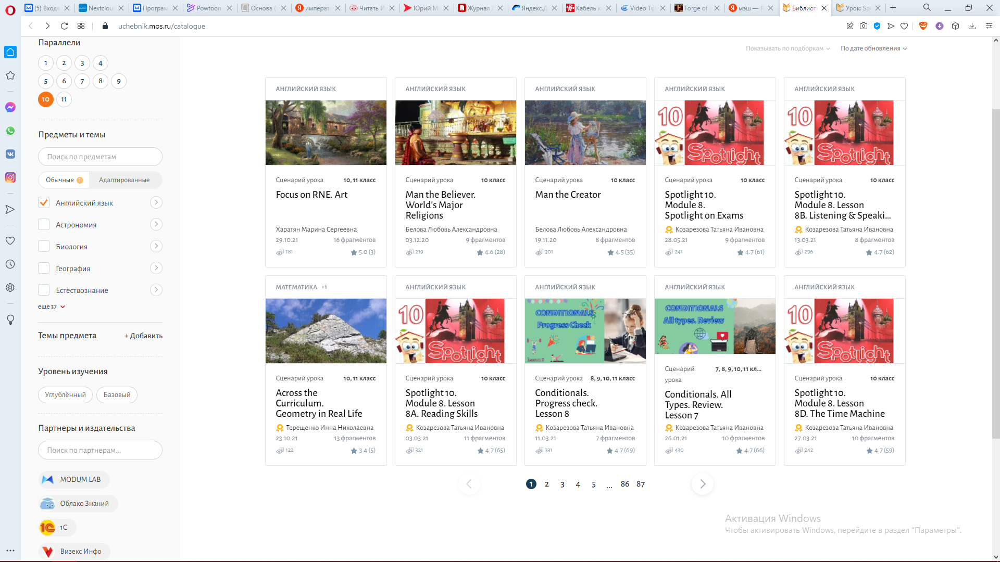 (5) Входя
Nextclou
Програм
Powtoon
Основа (
императ
Читать И
Юрий М
Журнал
Яндекс.Д
Кабель к
Video Tu
Forge of
мэш — Я
Библиот
Урок: Sp
uchebnik.mos.ru/catalogue
Параллели
1 2 3 4
5 6 7 8 9
10 11
Предметы и темы
Поиск по предметам
Обычные 1 Адаптированные
Английский язык
Астрономия
Биология
География
Естествознание
еще 37
Темы предмета + Добавить
Уровень изучения
Углублённый Базовый
Партнеры и издательства
Поиск по партнерам...
MODUM LAB
Облако Знаний
1С 1С
Визекс Инфо
Показывать по подборкам По дате обновления
АНГЛИЙСКИЙ ЯЗЫК
Сценарий урока 10, 11 класс
Focus on RNE. Art
Харатян Марина Сергеевна
29.10.21 16 фрагментов
181 5.0 (3)
АНГЛИЙСКИЙ ЯЗЫК
Сценарий урока 10 класс
Man the Believer.
World's Major
Religions
Белова Любовь Александровна
03.12.20 9 фрагментов
219 4.6 (28)
АНГЛИЙСКИЙ ЯЗЫК
Сценарий урока 10 класс
Man the Creator
Белова Любовь Александровна
19.11.20 8 фрагментов
301 4.5 (35)
АНГЛИЙСКИЙ ЯЗЫК
10
Spotlight
Сценарий урока 10 класс
Spotlight 10.
Module 8.
Spotlight on Exams
Козарезова Татьяна Ивановна
28.05.21 9 фрагментов
241 4.7 (61)
АНГЛИЙСКИЙ ЯЗЫК
10
Spotlight
Сценарий урока 10 класс
Spotlight 10.
Module 8. Lesson
8B. Listening & Speaki...
Козарезова Татьяна Ивановна
13.03.21 8 фрагментов
296 4.7 (62)
МАТЕМАТИКА +1
Сценарий урока 10, 11 класс
Across the
Curriculum.
Geometry in Real Life
Терещенко Инна Николаевна
23.10.21 13 фрагментов
122 3.4 (5)
АНГЛИЙСКИЙ ЯЗЫК
10
Spotlight
Сценарий урока 10 класс
Spotlight 10.
Module 8. Lesson
8A. Reading Skills
Козарезова Татьяна Ивановна
03.03.21 11 фрагментов
321 4.7 (65)
АНГЛИЙСКИЙ ЯЗЫК
CONDITIONALS
Progress Check
Lesson 8
Сценарий урока 8, 9, 10, 11 класс
Conditionals.
Progress check.
Lesson 8
Козарезова Татьяна Ивановна
11.03.21 7 фрагментов
331 4.7 (69)
АНГЛИЙСКИЙ ЯЗЫК
CONDITIONALS
All types. Review
Сценарий 7, 8, 9, 10, 11 кл...
урока
Conditionals. All
Types. Review.
Lesson 7
Козарезова Татьяна Ивановна
26.01.21 10 фрагментов
430 4.7 (66)
АНГЛИЙСКИЙ ЯЗЫК
10
Spotlight
Сценарий урока 10 класс
Spotlight 10.
Module 8. Lesson
8D. The Time Machine
Козарезова Татьяна Ивановна
27.03.21 10 фрагментов
242 4.7 (59)
1 2 3 4 5 ... 86 87
Активация Windows
Чтобы активировать Windows, перейдите в раздел "Параметры".